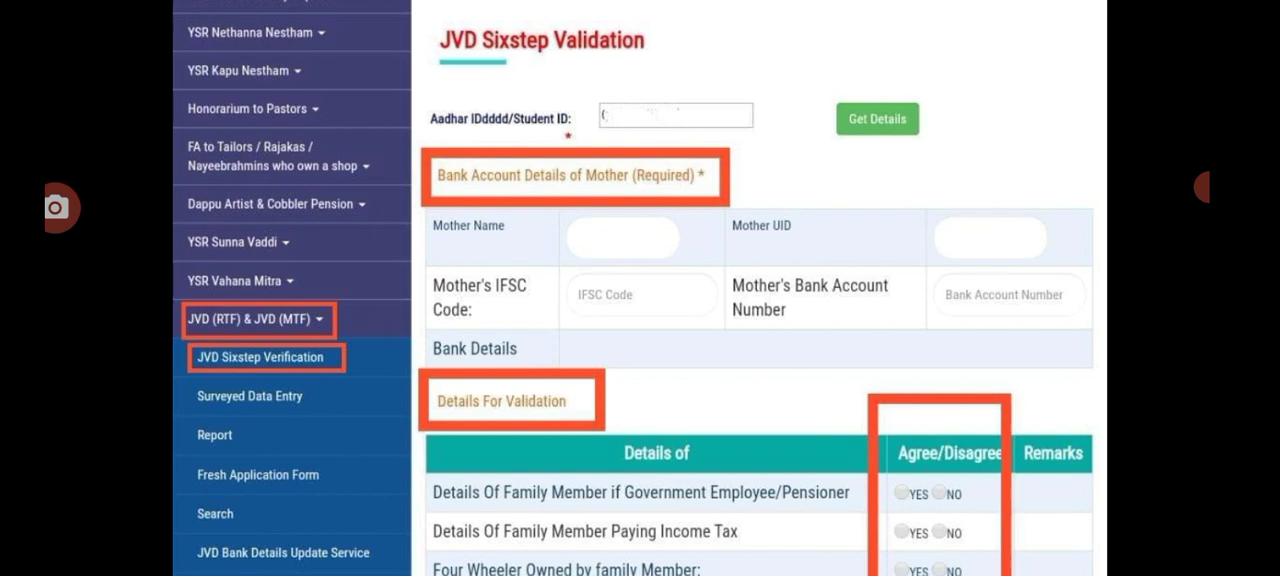 YSR Nethanna Nestham
YSR Kapu Nestham
Honorarium to Pastors
FA to Tailors / Rajakas /
Nayeebrahmins who own a shop
Dappu Artist & Cobbler Pension
YSR Sunna Vaddi
YSR Vahana Mitra
JVD (RTF) & JVD (MTF)
JVD Sixstep Verification
Surveyed Data Entry
Report
Fresh Application Form
Search
JVD Bank Details Update Service
JVD Sixstep Validation
Aadhar IDdddd/Student ID:
*
Get Details
Bank Account Details of Mother (Required) *
Mother Name
Mother UID
Mother's IFSC
Code:
IFSC Code
Mother's Bank Account
Number
Bank Account Number
Bank Details
Details For Validation
Details of Agree/Disagree Remarks
Details Of Family Member if Government Employee/Pensioner YES NO
Details Of Family Member Paying Income Tax YES NO
Four Wheeler Owned by family Member: YES NO